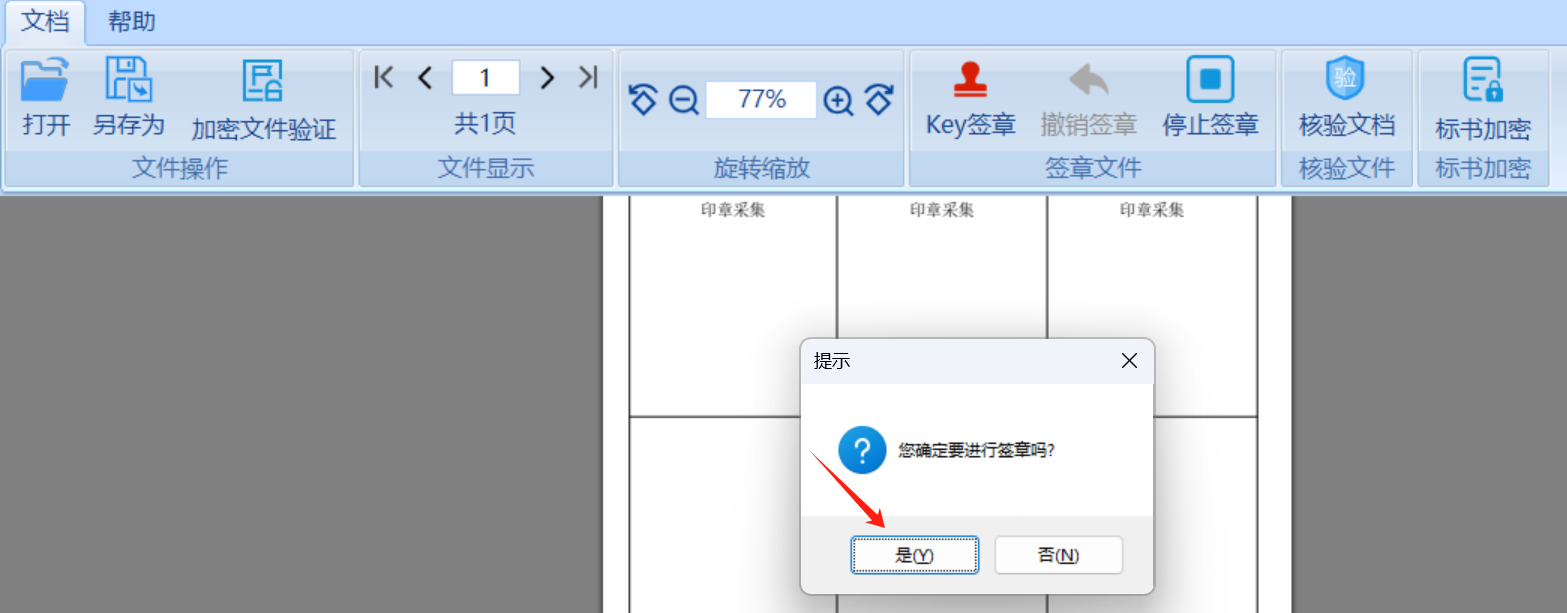 文档 帮助
打开 另存为 加密文件验证
文件操作
1
共1页
文件显示
77%
旋转缩放
Key签章 撤销签章 停止签章
签章文件
验
核验文档
核验文件
标书加密
标书加密
印章采集 印章采集 印章采集
提示
?
您确定要进行签章吗?
是(Y) 否(N)